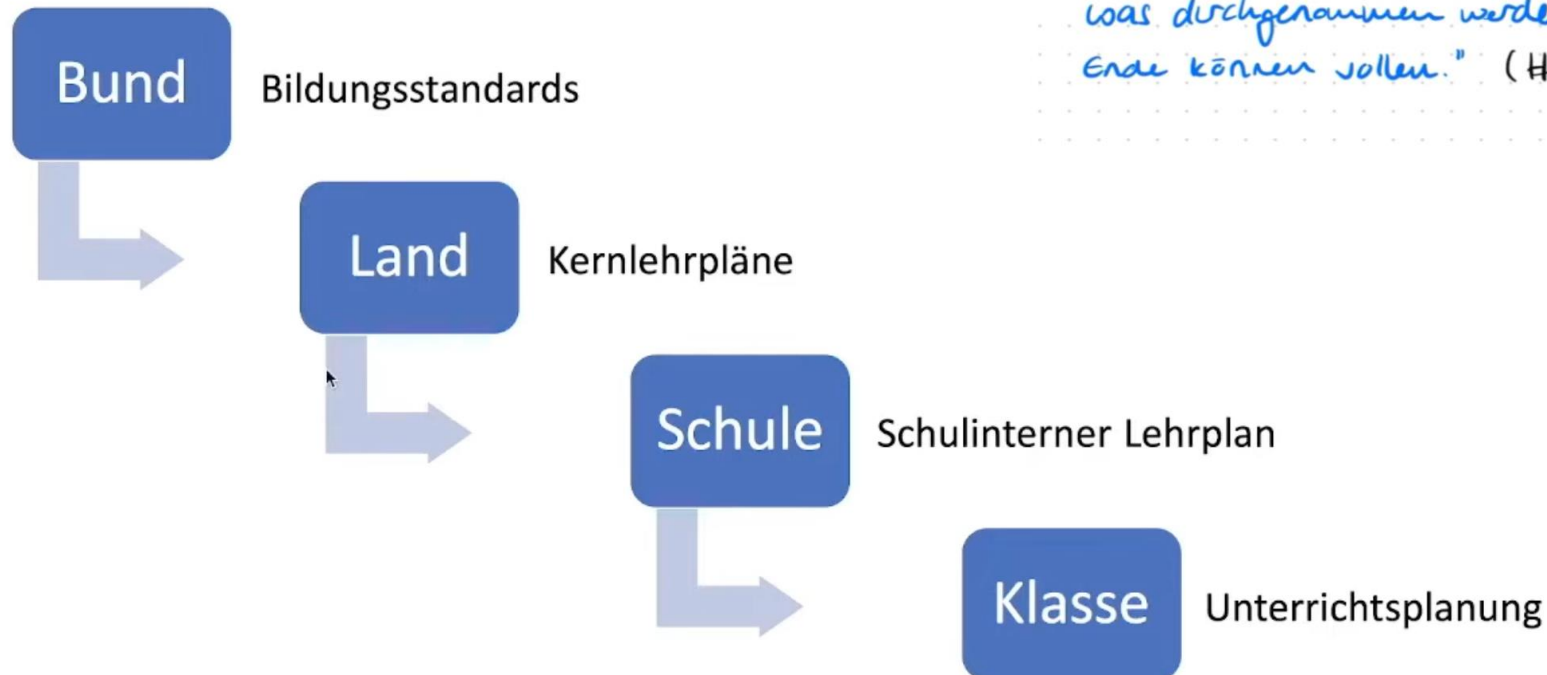 was durchgenommen werde
Ende können sollen." (H
Bund
Bildungsstandards
Land
Kernlehrpläne
Schule
Schulinterner Lehrplan
Klasse
Unterrichtsplanung